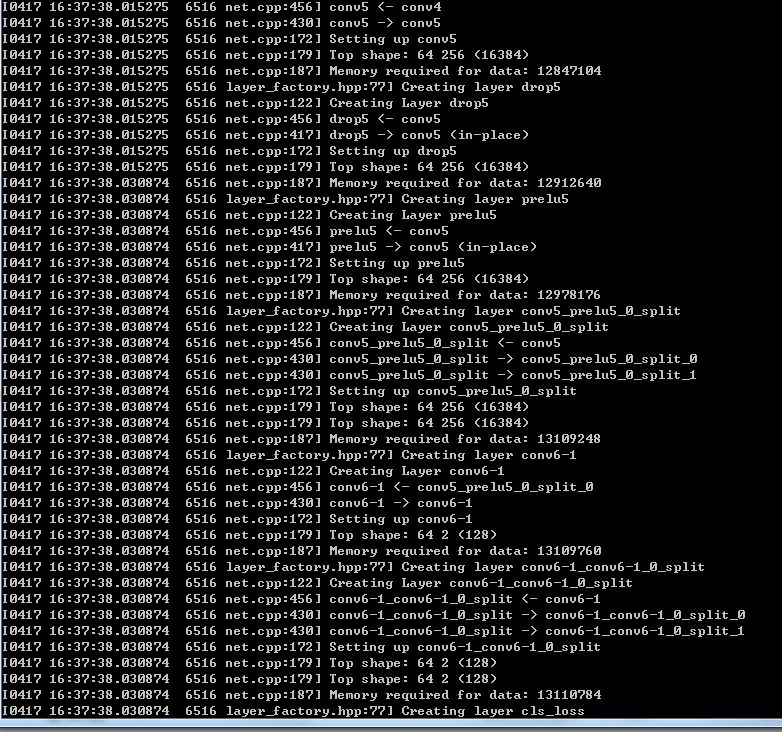 I0417 16:37:38.015275  6516 net.cpp:456] conv5 <- conv4
I0417 16:37:38.015275  6516 net.cpp:430] conv5 -> conv5
I0417 16:37:38.015275  6516 net.cpp:172] Setting up conv5
I0417 16:37:38.015275  6516 net.cpp:179] Top shape: 64 256 (16384)
I0417 16:37:38.015275  6516 net.cpp:187] Memory required for data: 12847104
I0417 16:37:38.015275  6516 layer_factory.hpp:77] Creating layer drop5
I0417 16:37:38.015275  6516 net.cpp:122] Creating Layer drop5
I0417 16:37:38.015275  6516 net.cpp:456] drop5 <- conv5
I0417 16:37:38.015275  6516 net.cpp:417] drop5 -> conv5 (in-place)
I0417 16:37:38.015275  6516 net.cpp:172] Setting up drop5
I0417 16:37:38.015275  6516 net.cpp:179] Top shape: 64 256 (16384)
I0417 16:37:38.030874  6516 net.cpp:187] Memory required for data: 12912640
I0417 16:37:38.030874  6516 layer_factory.hpp:77] Creating layer prelu5
I0417 16:37:38.030874  6516 net.cpp:122] Creating Layer prelu5
I0417 16:37:38.030874  6516 net.cpp:456] prelu5 <- conv5
I0417 16:37:38.030874  6516 net.cpp:417] prelu5 -> conv5 (in-place)
I0417 16:37:38.030874  6516 net.cpp:172] Setting up prelu5
I0417 16:37:38.030874  6516 net.cpp:179] Top shape: 64 256 (16384)
I0417 16:37:38.030874  6516 net.cpp:187] Memory required for data: 12978176
I0417 16:37:38.030874  6516 layer_factory.hpp:77] Creating layer conv5_prelu5_0_split
I0417 16:37:38.030874  6516 net.cpp:122] Creating Layer conv5_prelu5_0_split
I0417 16:37:38.030874  6516 net.cpp:456] conv5_prelu5_0_split <- conv5
I0417 16:37:38.030874  6516 net.cpp:430] conv5_prelu5_0_split -> conv5_prelu5_0_split_0
I0417 16:37:38.030874  6516 net.cpp:430] conv5_prelu5_0_split -> conv5_prelu5_0_split_1
I0417 16:37:38.030874  6516 net.cpp:172] Setting up conv5_prelu5_0_split
I0417 16:37:38.030874  6516 net.cpp:179] Top shape: 64 256 (16384)
I0417 16:37:38.030874  6516 net.cpp:179] Top shape: 64 256 (16384)
I0417 16:37:38.030874  6516 net.cpp:187] Memory required for data: 13109248
I0417 16:37:38.030874  6516 layer_factory.hpp:77] Creating layer conv6-1
I0417 16:37:38.030874  6516 net.cpp:122] Creating Layer conv6-1
I0417 16:37:38.030874  6516 net.cpp:456] conv6-1 <- conv5_prelu5_0_split_0
I0417 16:37:38.030874  6516 net.cpp:430] conv6-1 -> conv6-1
I0417 16:37:38.030874  6516 net.cpp:172] Setting up conv6-1
I0417 16:37:38.030874  6516 net.cpp:179] Top shape: 64 2 (128)
I0417 16:37:38.030874  6516 net.cpp:187] Memory required for data: 13109760
I0417 16:37:38.030874  6516 layer_factory.hpp:77] Creating layer conv6-1_conv6-1_0_split
I0417 16:37:38.030874  6516 net.cpp:122] Creating Layer conv6-1_conv6-1_0_split
I0417 16:37:38.030874  6516 net.cpp:456] conv6-1_conv6-1_0_split <- conv6-1
I0417 16:37:38.030874  6516 net.cpp:430] conv6-1_conv6-1_0_split -> conv6-1_conv6-1_0_split_0
I0417 16:37:38.030874  6516 net.cpp:430] conv6-1_conv6-1_0_split -> conv6-1_conv6-1_0_split_1
I0417 16:37:38.030874  6516 net.cpp:172] Setting up conv6-1_conv6-1_0_split
I0417 16:37:38.030874  6516 net.cpp:179] Top shape: 64 2 (128)
I0417 16:37:38.030874  6516 net.cpp:179] Top shape: 64 2 (128)
I0417 16:37:38.030874  6516 net.cpp:187] Memory required for data: 13110784
I0417 16:37:38.030874  6516 layer_factory.hpp:77] Creating layer cls_loss